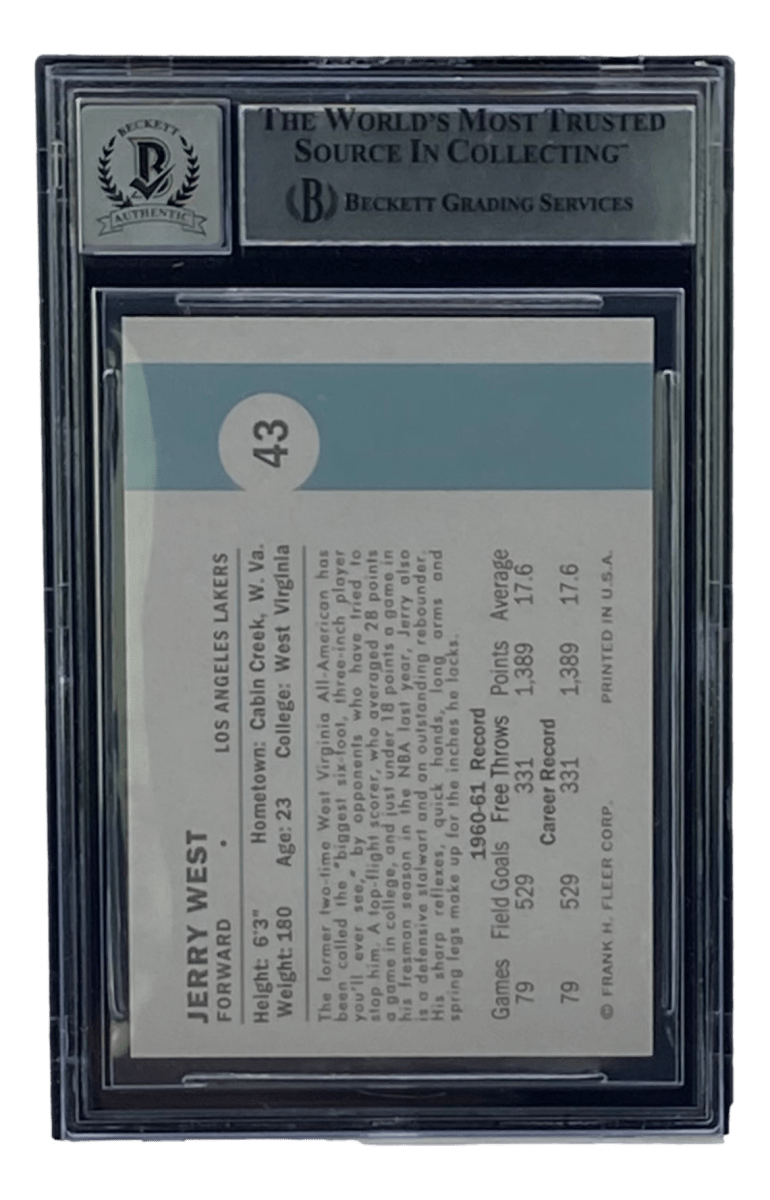 BECKETT
B
AUTHENTIC
THE WORLD'S MOST TRUSTED
SOURCE IN COLLECTING™
B BECKETT GRADING SERVICES
43
JERRY WEST
FORWARD • LOS ANGELES LAKERS
Height: 6'3" Hometown: Cabin Creek, W. Va.
Weight: 180 Age: 23 College: West Virginia
The former two-time West Virginia All-American has
been called the "biggest six-foot, three-inch player
you'll ever see," by opponents who have tried to
stop him. A top-flight scorer, who averaged 28 points
a game in college, and just under 18 points a game in
his fresman season in the NBA last year, Jerry also
is a defensive stalwart and an outstanding rebounder.
His sharp reflexes, quick hands, long arms and
spring legs make up for the inches he lacks.
1960-61 Record
Games Field Goals Free Throws Points Average
79 529 331 1,389 17.6
Career Record
79 529 331 1,389 17.6
© FRANK H. FLEER CORP. PRINTED IN U.S.A.